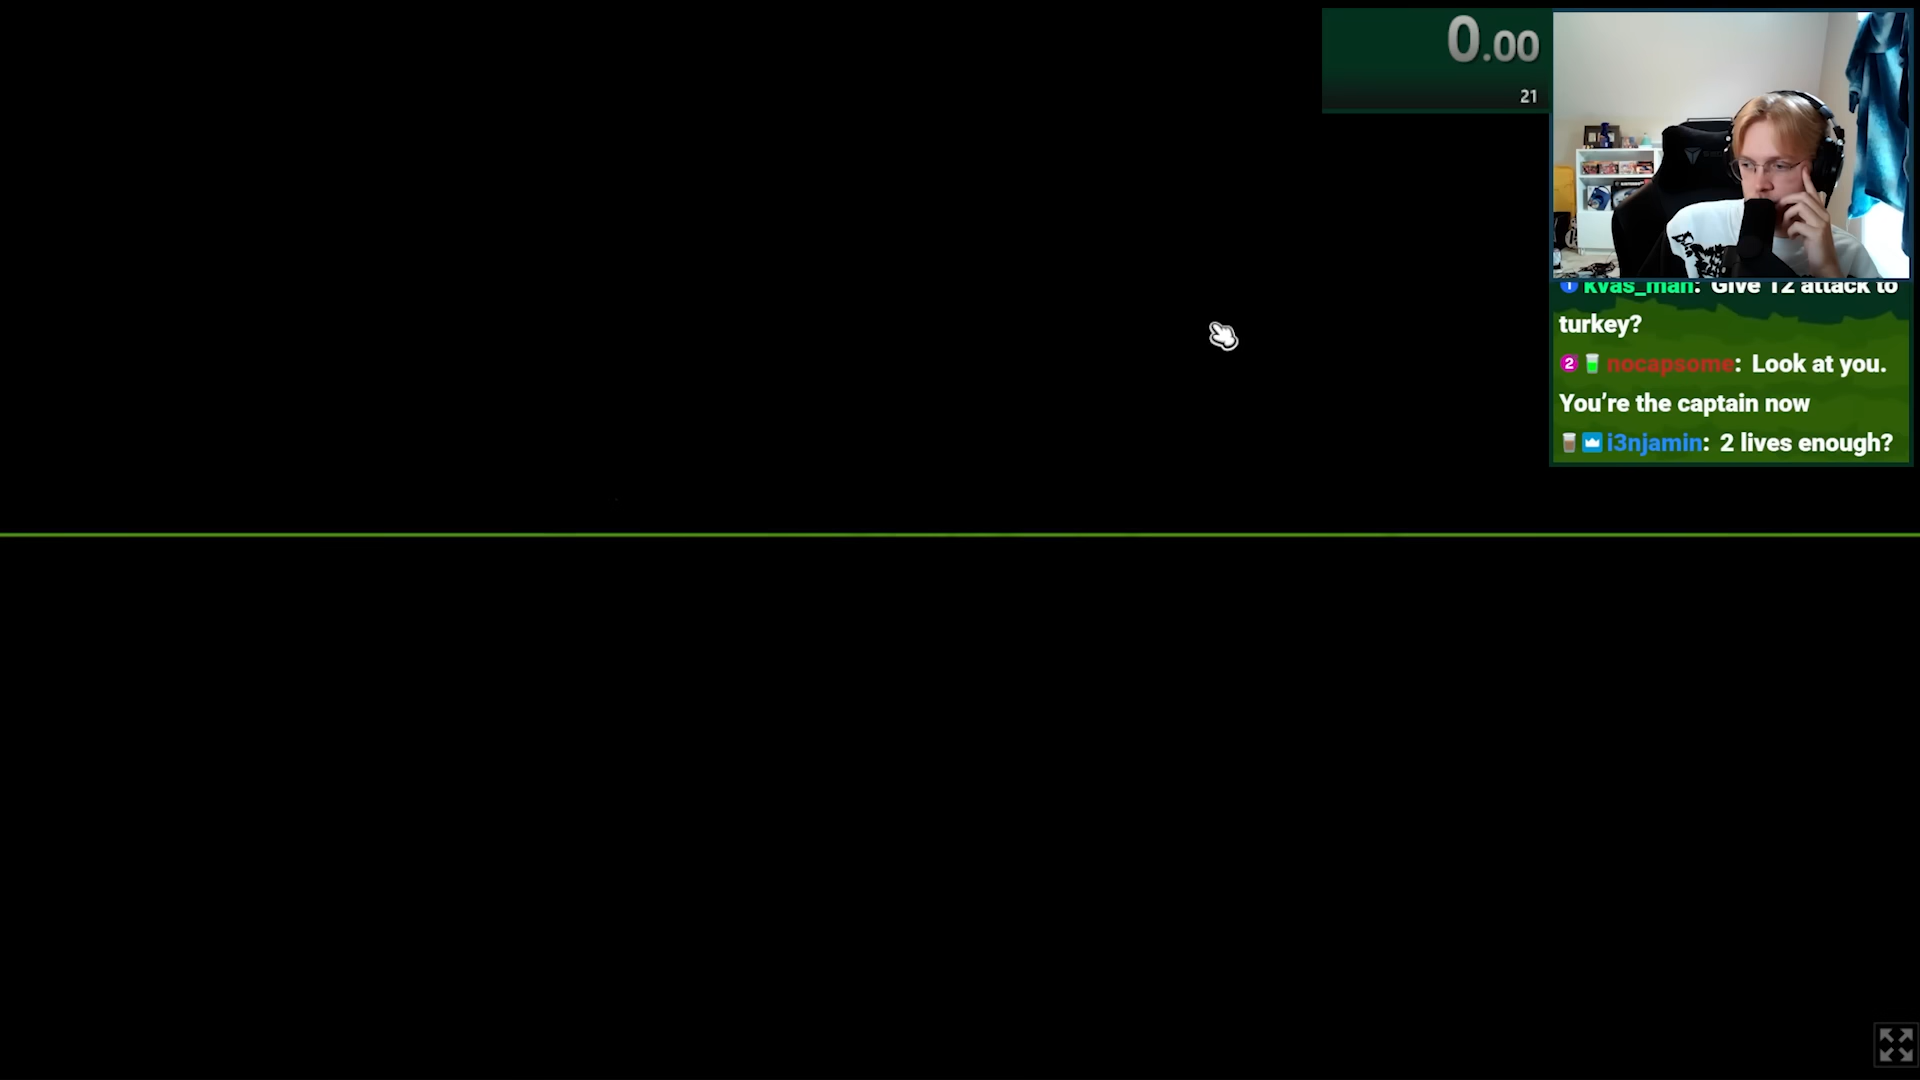 0.00
21
kvas_man: Give 12 attack to
turkey?
2 nocapsome: Look at you.
You’re the captain now
i3njamin: 2 lives enough?